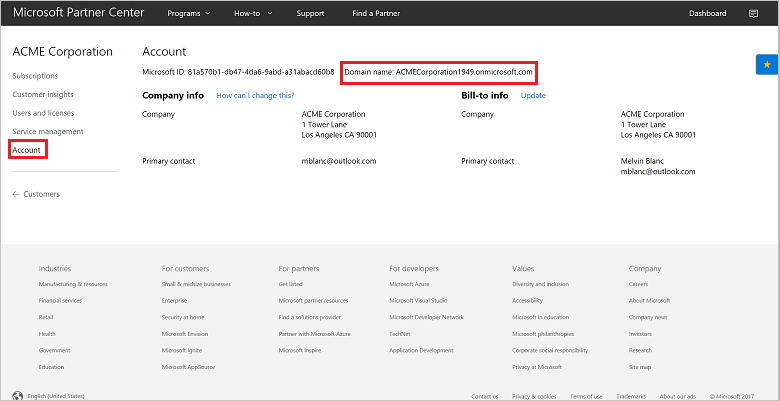 Microsoft Partner Center Programs How-to Support Find a Partner Dashboard
ACME Corporation
Subscriptions
Customer insights
Users and licenses
Service management
Account
← Customers
Account
Microsoft ID: 81a570b1-db47-4da6-9abd-a31abacd60b8 Domain name: ACMECorporation1949.onmicrosoft.com
Company info How can I change this? Bill-to info Update
Company ACME Corporation Company ACME Corporation
1 Tower Lane 1 Tower Lane
Los Angeles CA 90001 Los Angeles CA 90001
Primary contact mblanc@outlook.com Primary contact Melvin Blanc
mblanc@outlook.com
Industries For customers For partners For developers Values Company
Manufacturing & resources Small & midsize businesses Get listed Microsoft Azure Diversity and inclusion Careers
Financial services Enterprise Microsoft partner resources Microsoft Visual Studio Accessibility About Microsoft
Retail Security at home Find a solutions provider Microsoft Developer Network Microsoft in education Company news
Health Microsoft Envision Partner with Microsoft Azure TechNet Microsoft philanthropies Investors
Government Microsoft Ignite Microsoft Inspire Application Development Corporate social responsibility Research
Education Microsoft AppSource Privacy at Microsoft Site map
English (United States) Contact us Privacy & cookies Terms of use Trademarks About our ads © Microsoft 2017